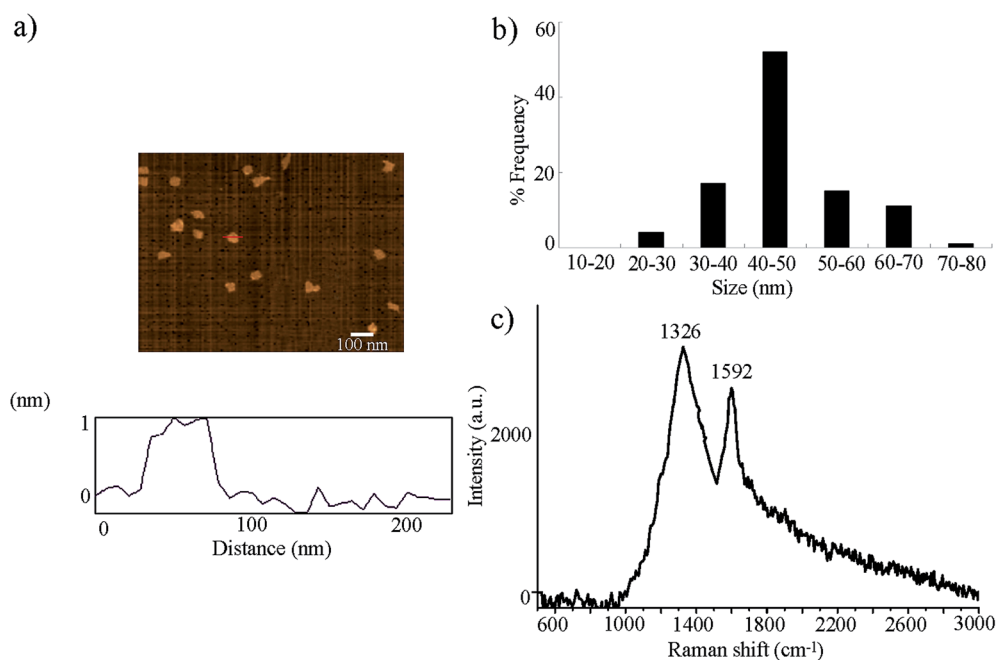 a)
100 nm
(nm)
1
0
0
100
200
Distance (nm)
b)
60
40
20
0
% Frequency
10-20 20-30 30-40 40-50 50-60 60-70 70-80
Size (nm)
c)
1326
1592
2000
0
Intensity (a.u.)
600 1000 1400 1800 2200 2600 3000
Raman shift (cm⁻¹)